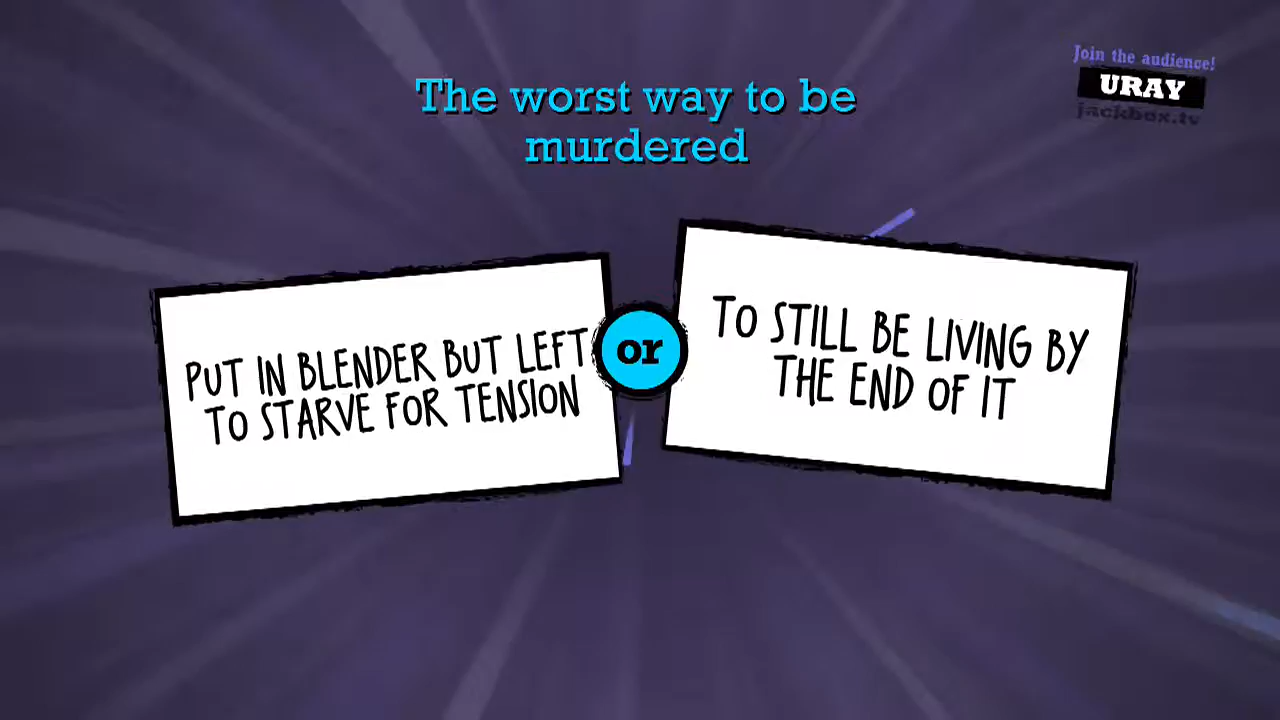 Join the audience!
URAY
jackbox.tv
The worst way to be
murdered
PUT IN BLENDER BUT LEFT
TO STARVE FOR TENSION
or
TO STILL BE LIVING BY
THE END OF IT